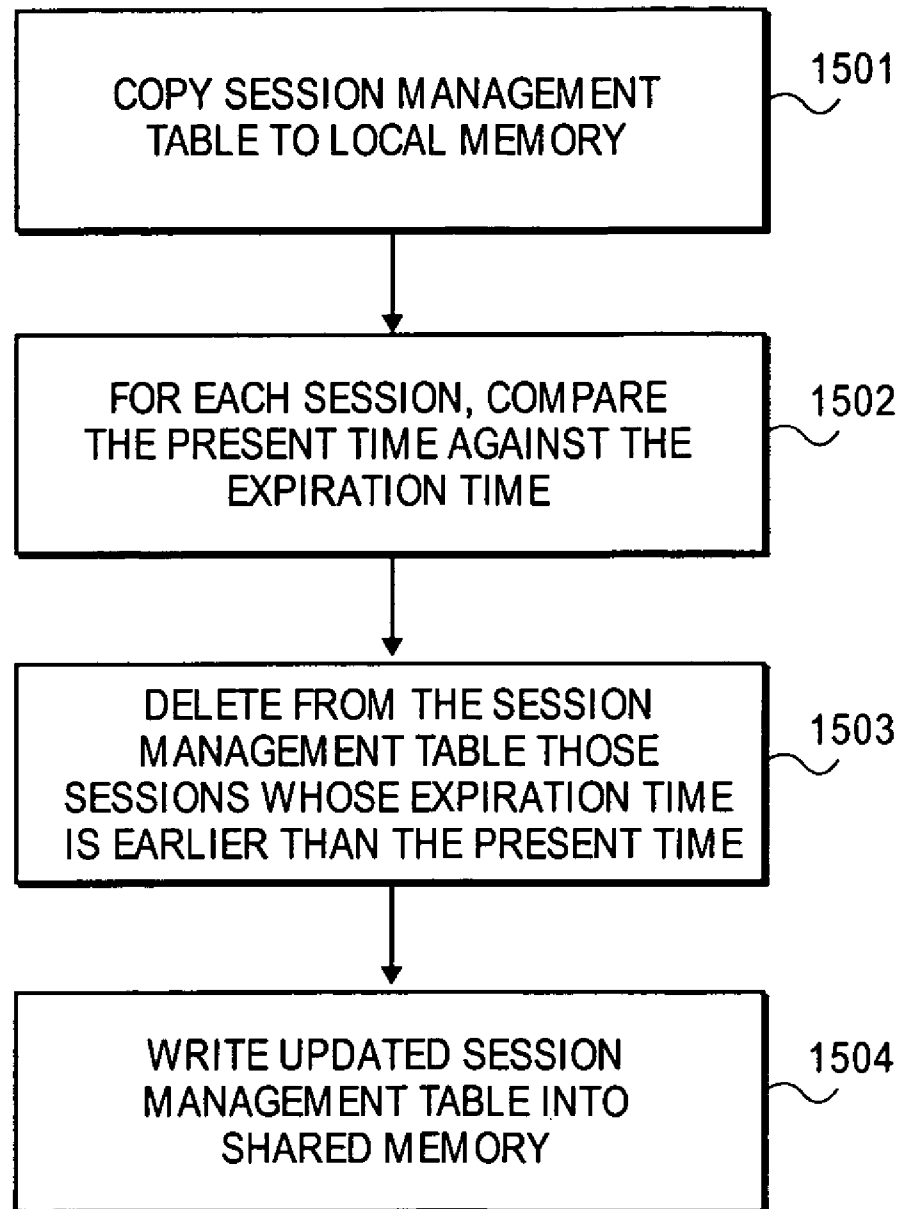 COPY SESSION MANAGEMENT
TABLE TO LOCAL MEMORY
1501
FOR EACH SESSION, COMPARE
THE PRESENT TIME AGAINST THE
EXPIRATION TIME
1502
DELETE FROM THE SESSION
MANAGEMENT TABLE THOSE
SESSIONS WHOSE EXPIRATION TIME
IS EARLIER THAN THE PRESENT TIME
1503
WRITE UPDATED SESSION
MANAGEMENT TABLE INTO
SHARED MEMORY
1504